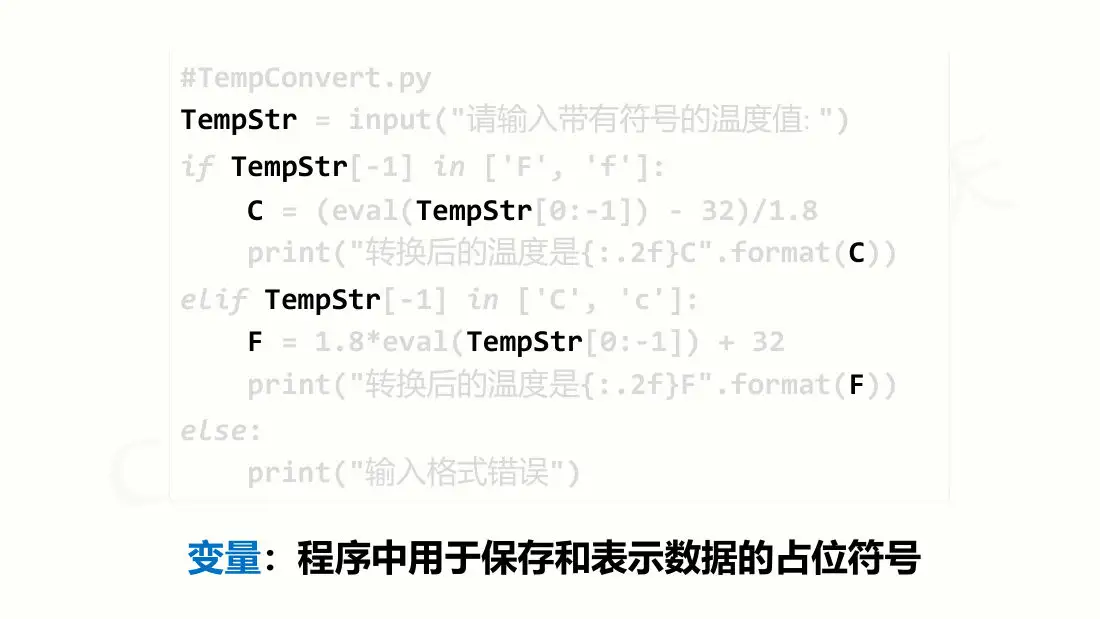 #TempConvert.py
TempStr = input("请输入带有符号的温度值: ")
if TempStr[-1] in ['F', 'f']:
    C = (eval(TempStr[0:-1]) - 32)/1.8
    print("转换后的温度是{:.2f}C".format(C))
elif TempStr[-1] in ['C', 'c']:
    F = 1.8*eval(TempStr[0:-1]) + 32
    print("转换后的温度是{:.2f}F".format(F))
else:
    print("输入格式错误")
变量：程序中用于保存和表示数据的占位符号